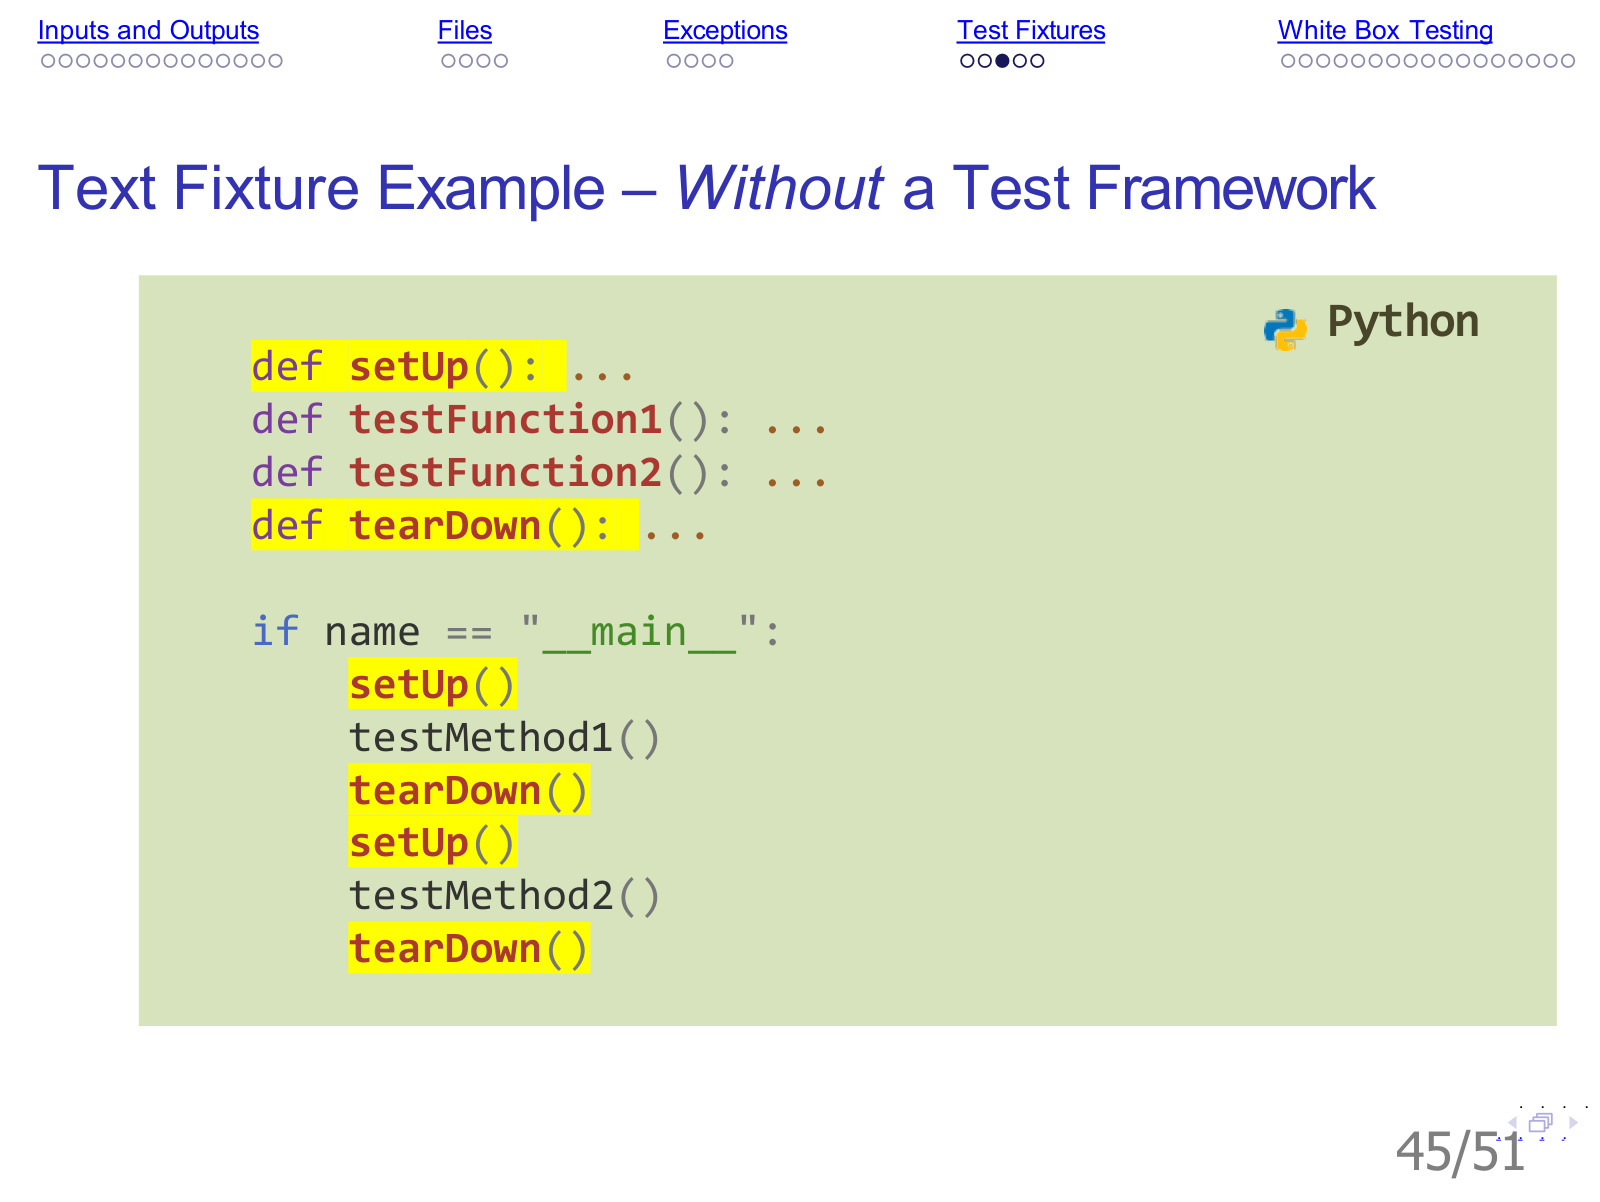 Inputs and Outputs
Files
Exceptions
Test Fixtures
White Box Testing
Text Fixture Example – Without a Test Framework
Python
def setUp(): ...
def testFunction1(): ...
def testFunction2(): ...
def tearDown(): ...
if name == "__main__":
setUp()
testMethod1()
tearDown()
setUp()
testMethod2()
tearDown()
45/51